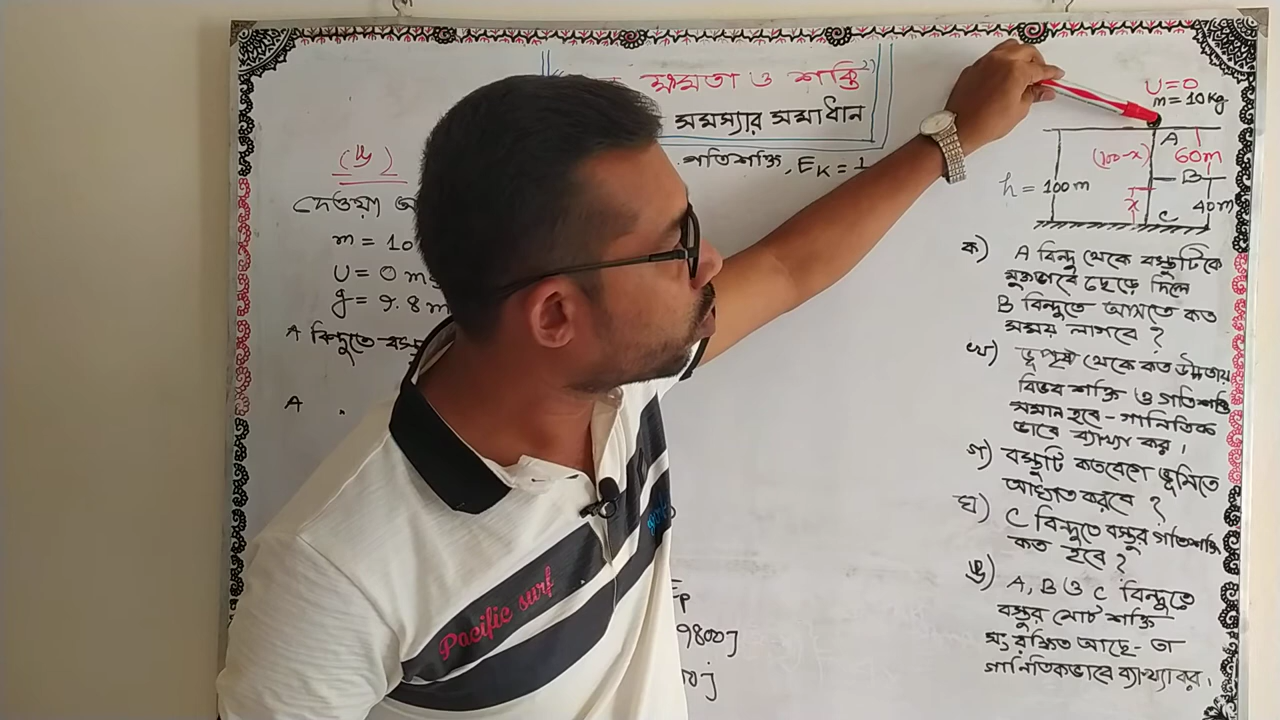 ক্ষমতা ও শক্তি
সমস্যার সমাধান
গতিশক্তি, EK = 1
(ঙ)
দেওয়া
m = 10
U = 0 m
g = 9.8 m
A বিন্দুতে
A
EP
9800 J
U = 0
m = 10 kg
A
(100-x)
60m
B
h = 100 m
x
40m
C
ক) A বিন্দু থেকে বস্তুটিকে
মুক্তভাবে ছেড়ে দিলে
B বিন্দুতে আসতে কত
সময় লাগবে ?
খ) ভূপৃষ্ঠ থেকে কত উচ্চতায়
বিভব শক্তি ও গতিশক্তি
সমান হবে - গানিতিক
ভাবে ব্যাখ্যা কর ।
গ) বস্তুটি কতবেগে ভূমিতে
আঘাত করবে ?
ঘ) C বিন্দুতে বস্তুর গতিশক্তি
কত হবে ?
ঙ) A, B ও C বিন্দুতে
বস্তুর মোট শক্তি
সংরক্ষিত আছে - তা
গানিতিকভাবে ব্যাখ্যা কর ।
Pacific surf